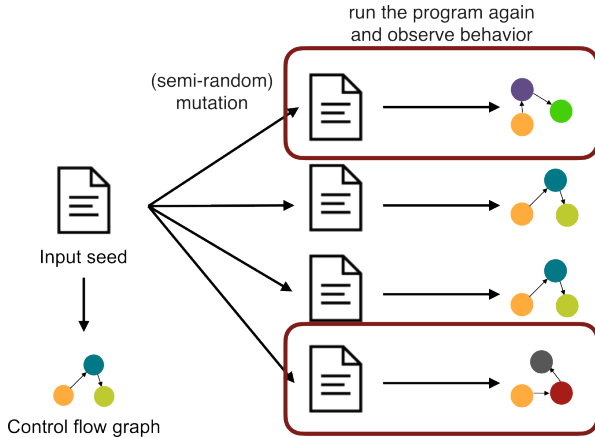 run the program again
and observe behavior
(semi-random)
mutation
Input seed
Control flow graph